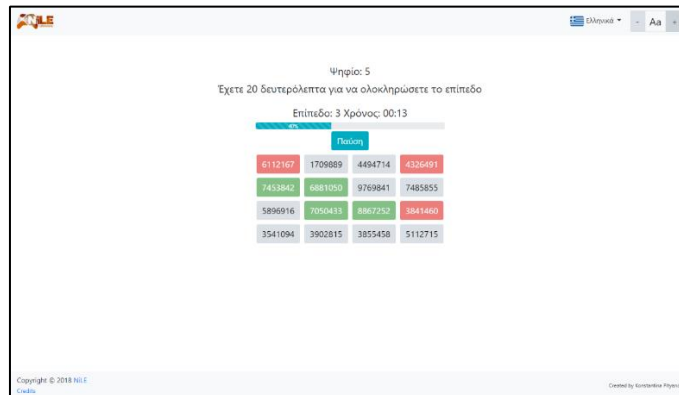 NiLE
Ελληνικά
- Aa +
Ψηφίο: 5
Έχετε 20 δευτερόλεπτα για να ολοκληρώσετε το επίπεδο
Επίπεδο: 3 Χρόνος: 00:13
Παύση
6112167 1709889 4494714 4326491
7453842 6881050 9769841 7485855
5896916 7050433 8867252 3841460
3541094 3902815 3855458 5112715
Copyright © 2018 NiLE
Credits
Created by Konstantine